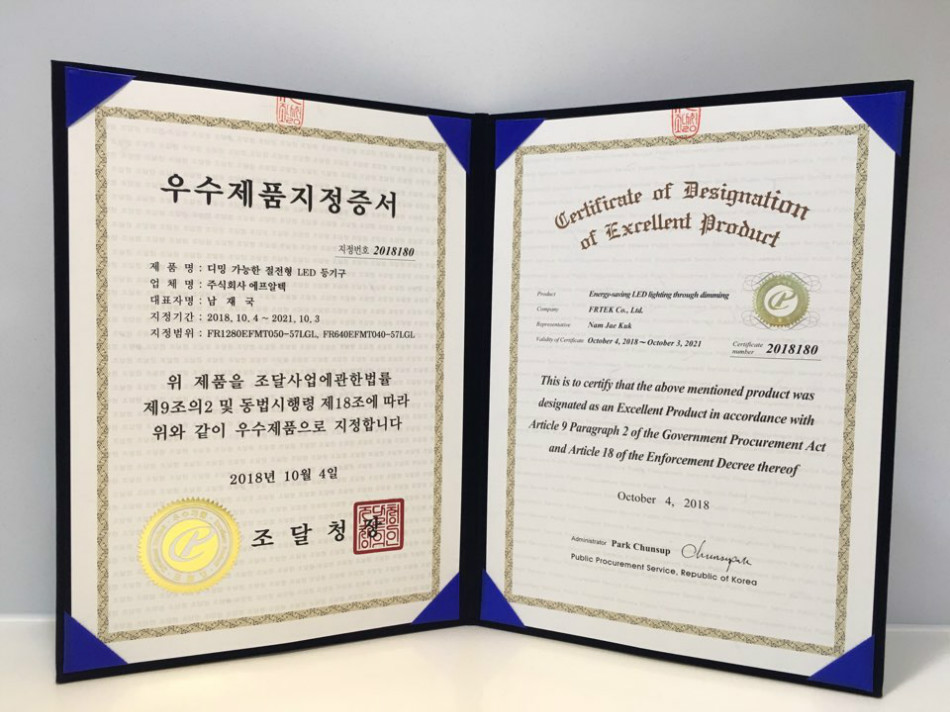 우수제품지정증서
지정번호 2018180
제 품 명 : 디밍 가능한 절전형 LED 등기구
업 체 명 : 주식회사 에프알텍
대표자명 : 남 재 국
지정기간 : 2018. 10. 4 ~ 2021. 10. 3
지정범위 : FR1280EFMT050-57LGL, FR640EFMT040-57LGL
위 제품을 조달사업에관한법률
제9조의2 및 동법시행령 제18조에 따라
위와 같이 우수제품으로 지정합니다
2018년 10월 4일
조 달 청 장
Certificate of Designation
of Excellent Product
Product Energy-saving LED lighting through dimming
Company FRTEK Co., Ltd.
Representative Nam Jae Kuk
Validity of Certificate October 4, 2018 ~ October 3, 2021
Certificate number 2018180
This is to certify that the above mentioned product was
designated as an Excellent Product in accordance with
Article 9 Paragraph 2 of the Government Procurement Act
and Article 18 of the Enforcement Decree thereof
October 4, 2018
Administrator Park Chunsup
Public Procurement Service, Republic of Korea